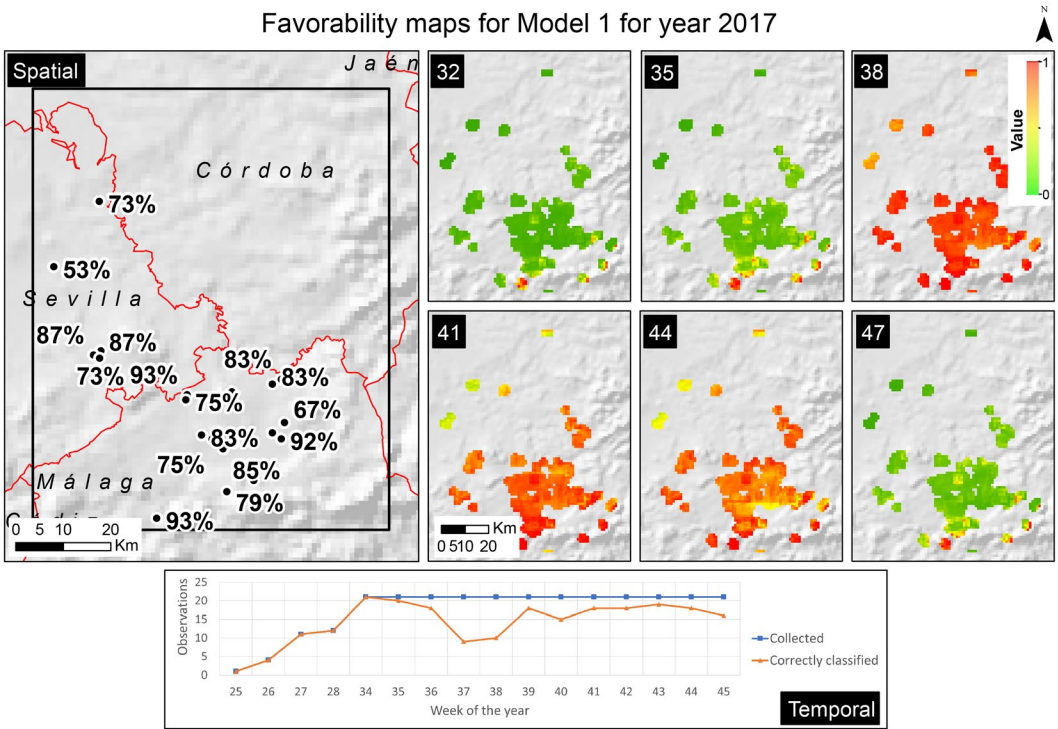 Favorability maps for Model 1 for year 2017
N
Spatial
Jaén
Córdoba
73%
53%
Sevilla
87%
87%
73%
93%
83%
83%
75%
67%
83%
92%
75%
85%
Málaga
79%
93%
0 5 10 20
Km
32
35
38
1
Value
0
41
44
47
Km
0 510 20
Observations
25
20
15
10
5
0
25 26 27 28 34 35 36 37 38 39 40 41 42 43 44 45
Week of the year
Collected
Correctly classified
Temporal